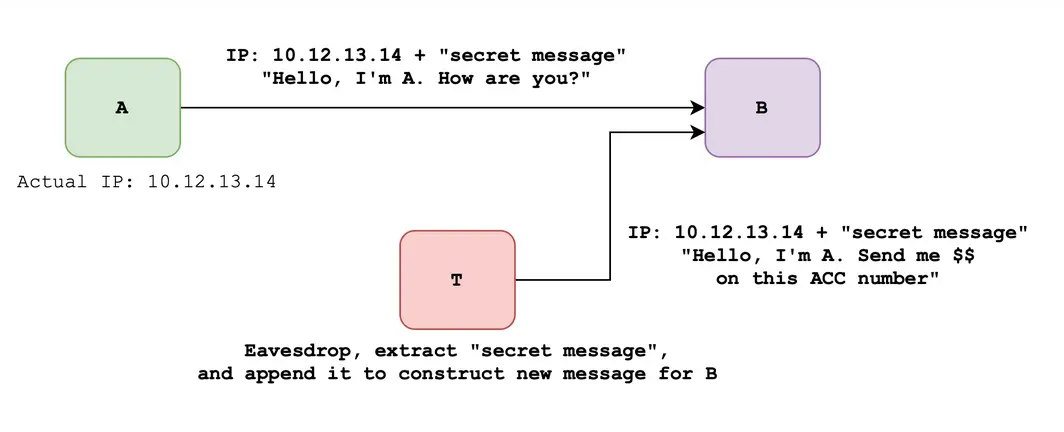 IP: 10.12.13.14 + "secret message"
"Hello, I'm A. How are you?"
A
B
Actual IP: 10.12.13.14
IP: 10.12.13.14 + "secret message"
"Hello, I'm A. Send me $$
on this ACC number"
T
Eavesdrop, extract "secret message",
and append it to construct new message for B